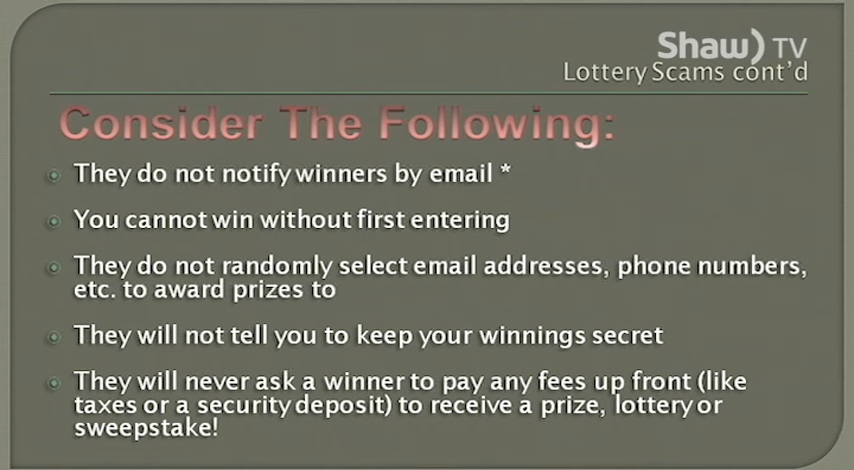 Shaw) TV
Lottery Scams cont'd
Consider The Following:
They do not notify winners by email *
You cannot win without first entering
They do not randomly select email addresses, phone numbers,
etc. to award prizes to
They will not tell you to keep your winnings secret
They will never ask a winner to pay any fees up front (like
taxes or a security deposit) to receive a prize, lottery or
sweepstake!